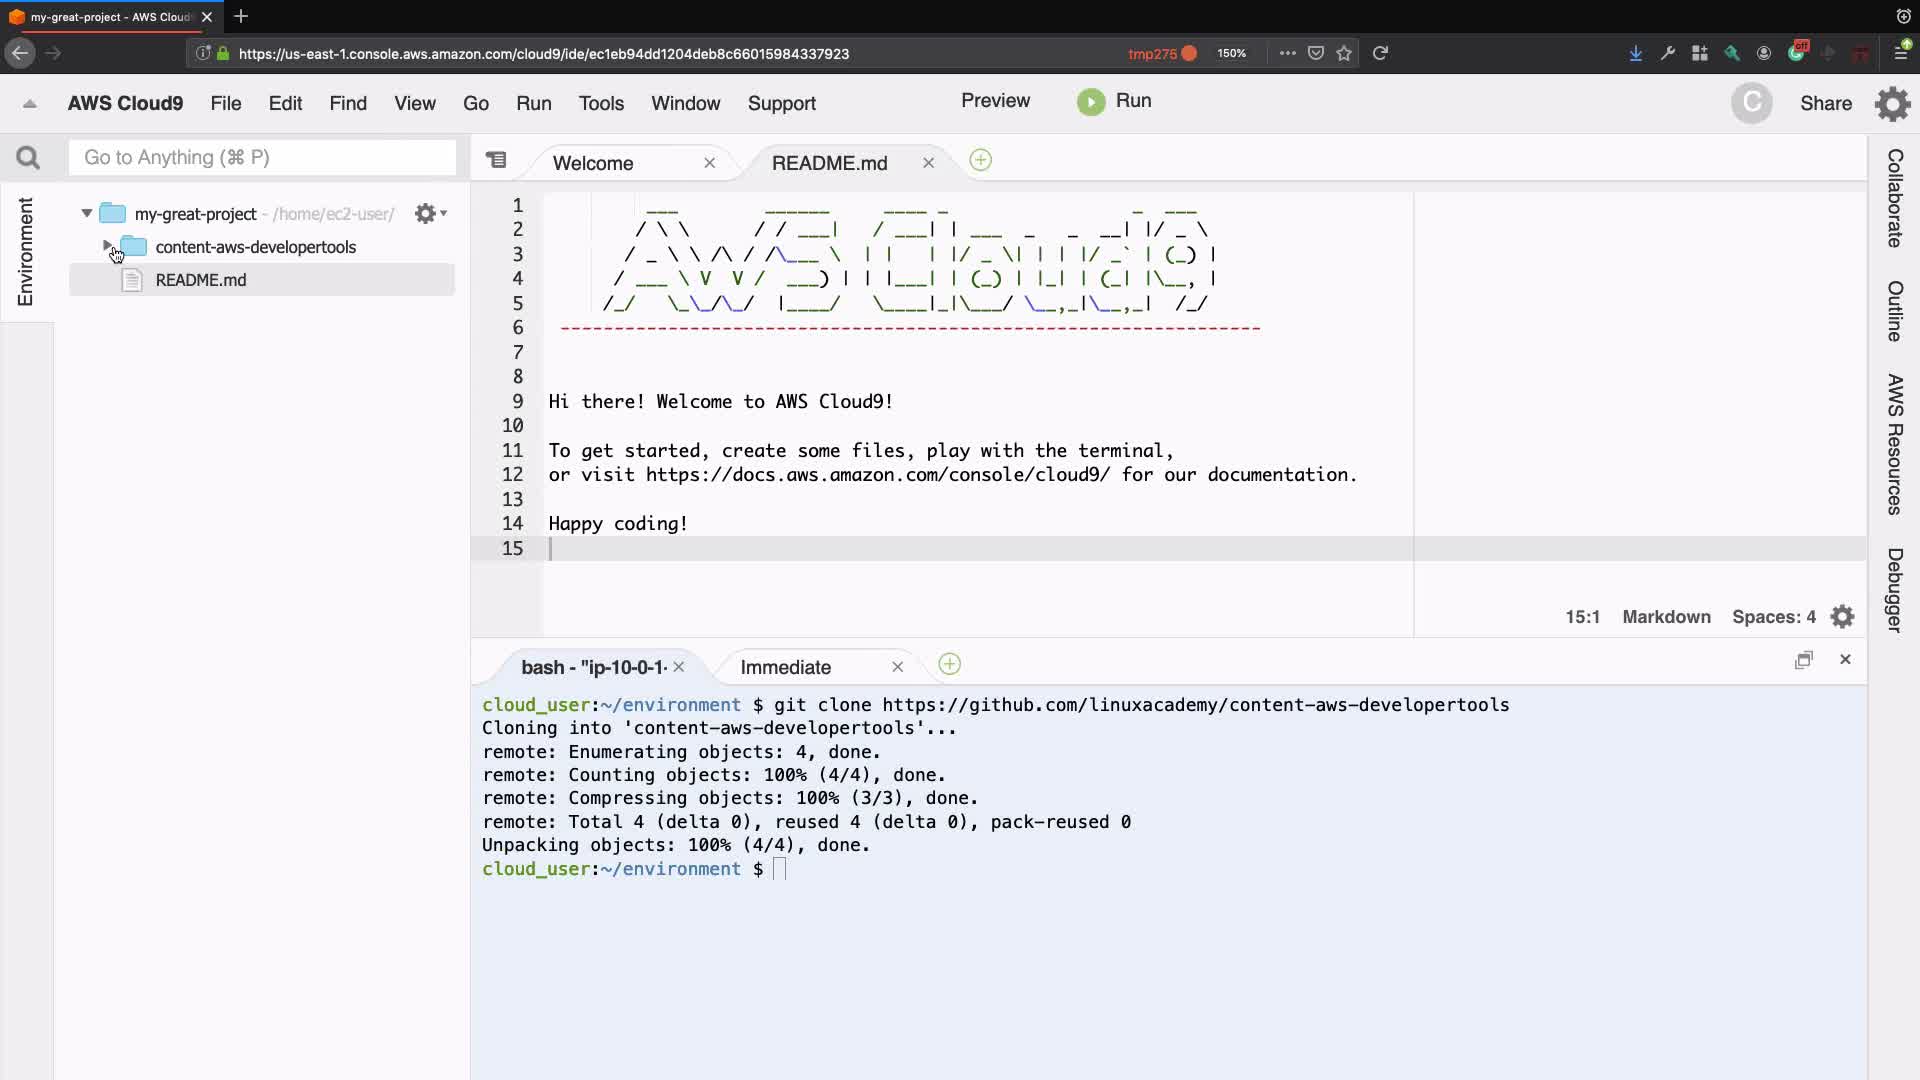 my-great-project - AWS Cloud
https://us-east-1.console.aws.amazon.com/cloud9/ide/ec1eb94dd1204deb8c66015984337923
tmp275
150%
off
AWS Cloud9
File
Edit
Find
View
Go
Run
Tools
Window
Support
Preview
Run
C
Share
Go to Anything (⌘ P)
Welcome
README.md
Environment
my-great-project - /home/ec2-user/
content-aws-developertools
README.md
1
2
3
4
5
6 -----------------------------------------------------------------
7
8
9 Hi there! Welcome to AWS Cloud9!
10
11 To get started, create some files, play with the terminal,
12 or visit https://docs.aws.amazon.com/console/cloud9/ for our documentation.
13
14 Happy coding!
15
15:1 Markdown Spaces: 4
Collaborate
Outline
AWS Resources
Debugger
bash - "ip-10-0-1-
Immediate
cloud_user:~/environment $ git clone https://github.com/linuxacademy/content-aws-developertools
Cloning into 'content-aws-developertools'...
remote: Enumerating objects: 4, done.
remote: Counting objects: 100% (4/4), done.
remote: Compressing objects: 100% (3/3), done.
remote: Total 4 (delta 0), reused 4 (delta 0), pack-reused 0
Unpacking objects: 100% (4/4), done.
cloud_user:~/environment $